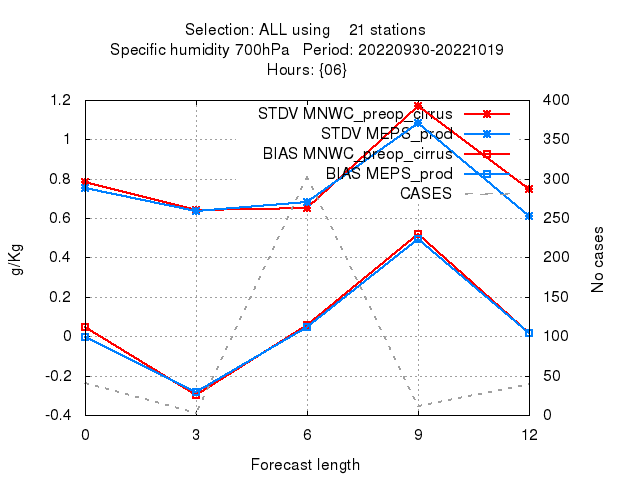 Selection: ALL using    21 stations
Specific humidity 700hPa   Period: 20220930-20221019
Hours: {06}
1.2
1
0.8
0.6
0.4
0.2
0
-0.2
-0.4
g/Kg
STDV MNWC_preop_cirrus
STDV MEPS_prod
BIAS MNWC_preop_cirrus
BIAS MEPS_prod
CASES
400
350
300
250
200
150
100
50
0
No cases
0 3 6 9 12
Forecast length